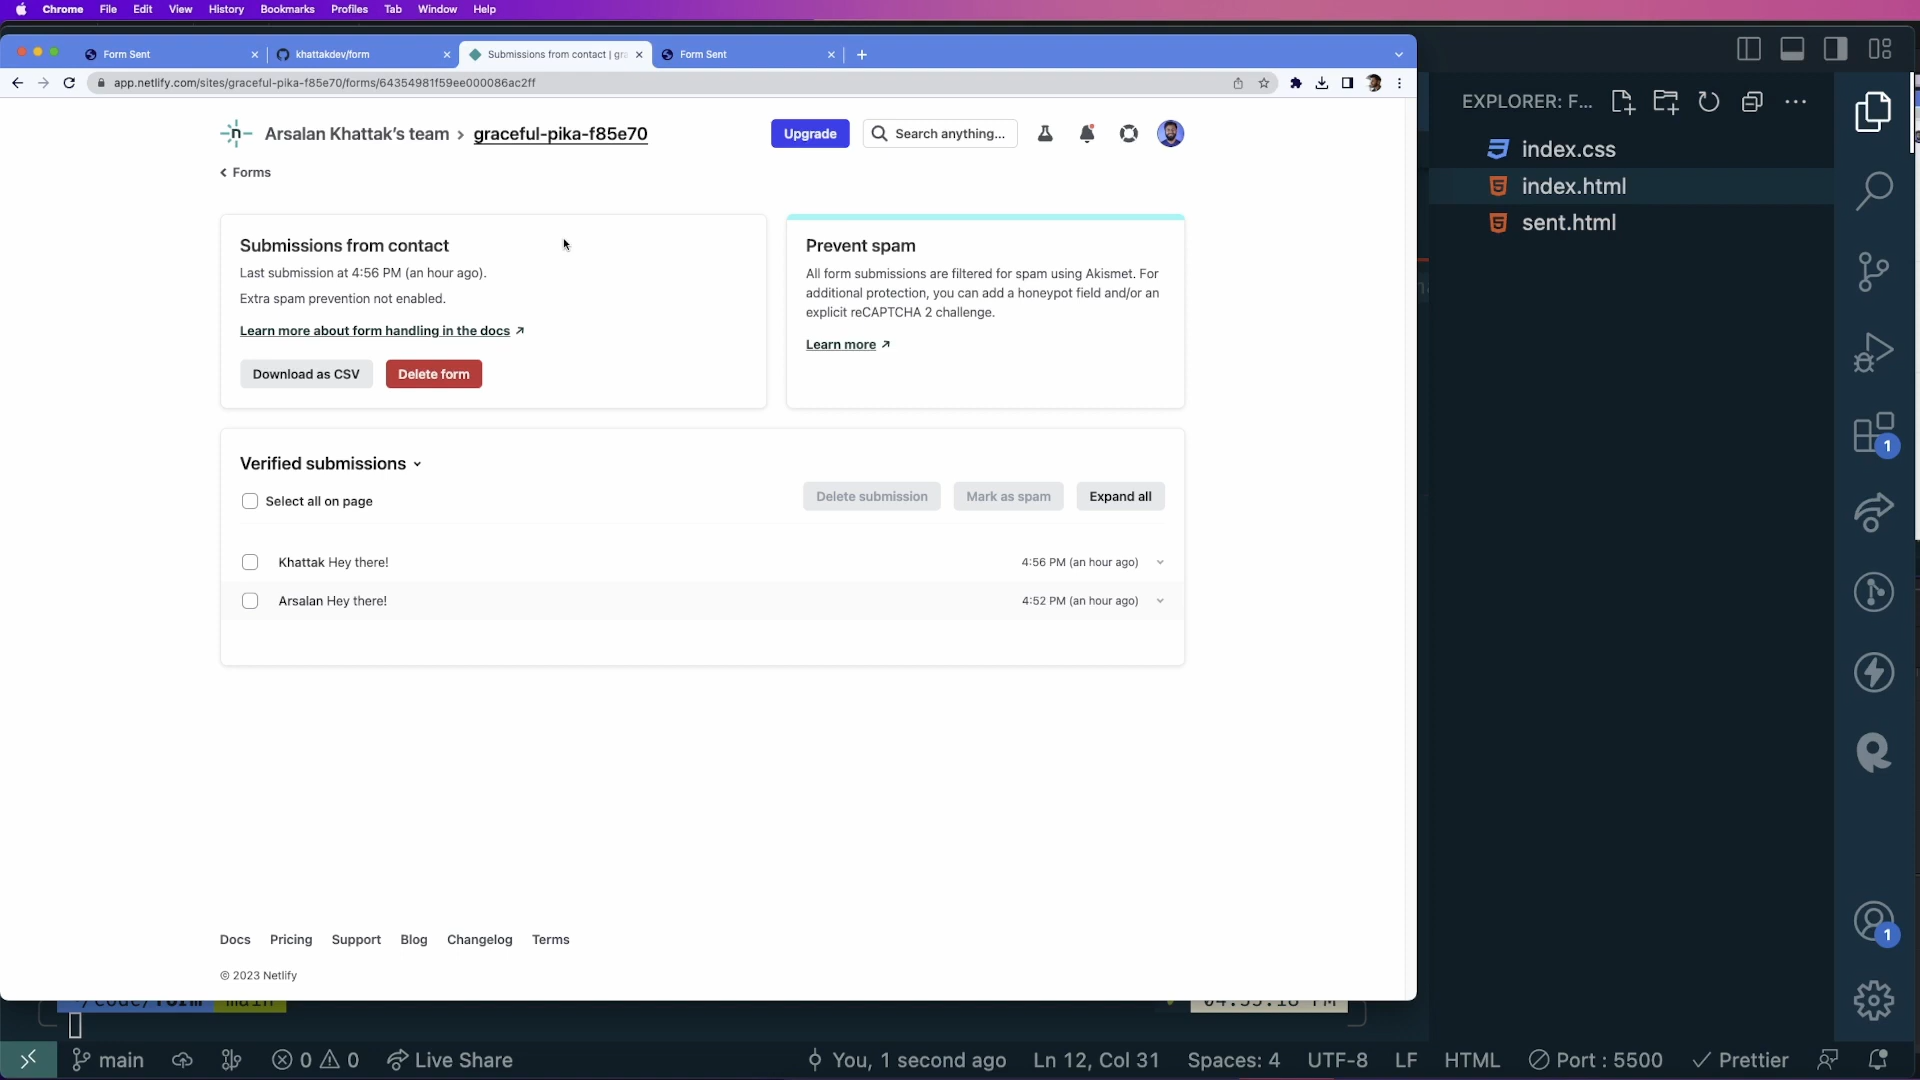 Chrome File Edit View History Bookmarks Profiles Tab Window Help
Form Sent
khattakdev/form
Submissions from contact | gra
Form Sent
app.netlify.com/sites/graceful-pika-f85e70/forms/64354981f59ee000086ac2ff
Arsalan Khattak’s team > graceful-pika-f85e70
Upgrade
Search anything...
Forms
Submissions from contact
Last submission at 4:56 PM (an hour ago).
Extra spam prevention not enabled.
Learn more about form handling in the docs
Download as CSV
Delete form
Prevent spam
All form submissions are filtered for spam using Akismet. For
additional protection, you can add a honeypot field and/or an
explicit reCAPTCHA 2 challenge.
Learn more
Verified submissions
Select all on page
Delete submission
Mark as spam
Expand all
Khattak Hey there!
4:56 PM (an hour ago)
Arsalan Hey there!
4:52 PM (an hour ago)
Docs Pricing Support Blog Changelog Terms
© 2023 Netlify
EXPLORER: F...
index.css
index.html
sent.html
1
1
main
0 0
Live Share
You, 1 second ago
Ln 12, Col 31
Spaces: 4
UTF-8
LF
HTML
Port : 5500
Prettier